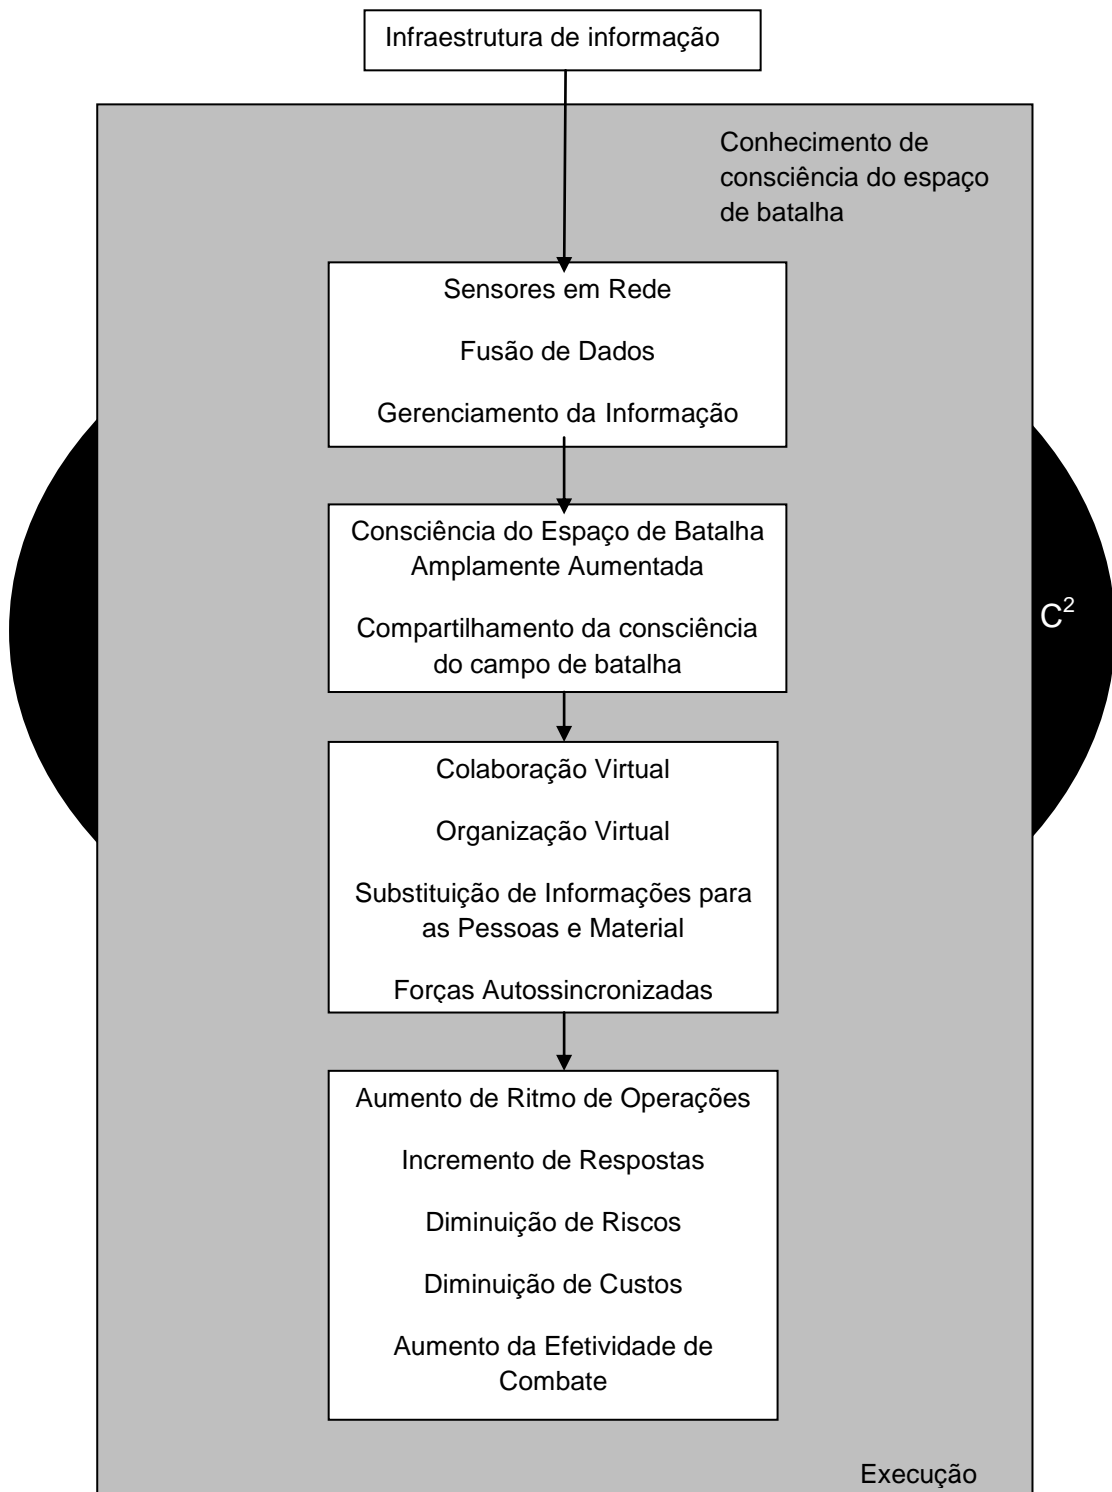 Infraestrutura de informação
Conhecimento de
consciência do espaço
de batalha
Sensores em Rede
Fusão de Dados
Gerenciamento da Informação
Consciência do Espaço de Batalha
Amplamente Aumentada
Compartilhamento da consciência
do campo de batalha
C²
Colaboração Virtual
Organização Virtual
Substituição de Informações para
as Pessoas e Material
Forças Autossincronizadas
Aumento de Ritmo de Operações
Incremento de Respostas
Diminuição de Riscos
Diminuição de Custos
Aumento da Efetividade de
Combate
Execução